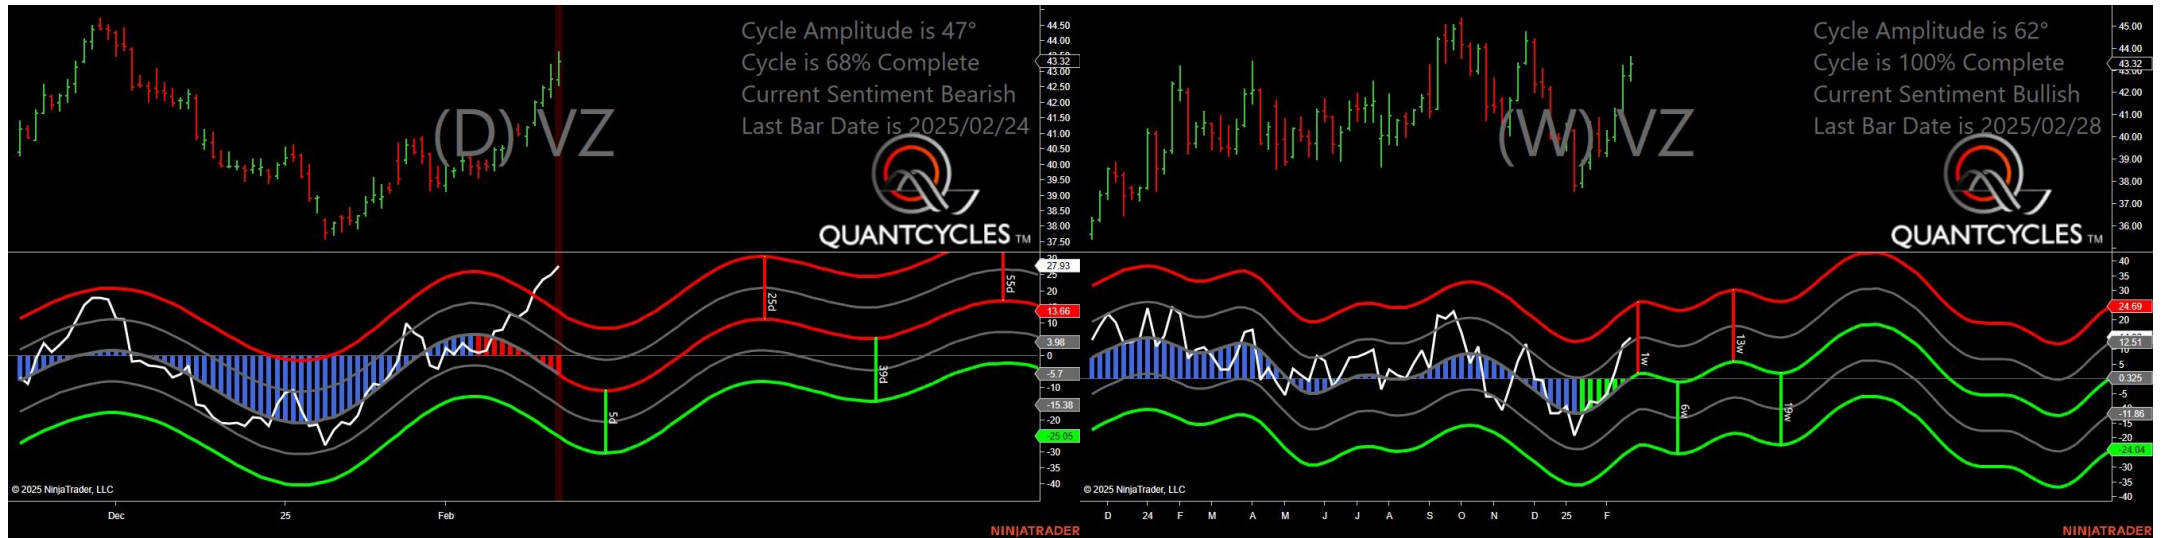 Cycle Amplitude is 47°
Cycle is 68% Complete
Current Sentiment Bearish
Last Bar Date is 2025/02/24
(D) VZ
QUANTCYCLES TM
44.50
44.00
43.32
43.00
42.50
42.00
41.50
41.00
40.50
40.00
39.50
39.00
38.50
38.00
37.50
27.93
25
20
13.66
10
3.98
0
-5.7
-10
-15.38
-20
-25.05
-30
-35
-40
25d
55d
39d
5d
© 2025 NinjaTrader, LLC
Dec
25
Feb
NINJATRADER
Cycle Amplitude is 62°
Cycle is 100% Complete
Current Sentiment Bullish
Last Bar Date is 2025/02/28
(W) VZ
QUANTCYCLES TM
45.00
44.00
43.32
43.00
42.00
41.00
40.00
39.00
38.00
37.00
36.00
40
35
30
24.69
20
12.51
5
0.325
-5
-11.86
-15
-20
-24.04
-30
-35
-40
1w
13w
6w
19w
© 2025 NinjaTrader, LLC
D
24
F
M
A
M
J
J
A
S
O
N
D
25
F
NINJATRADER